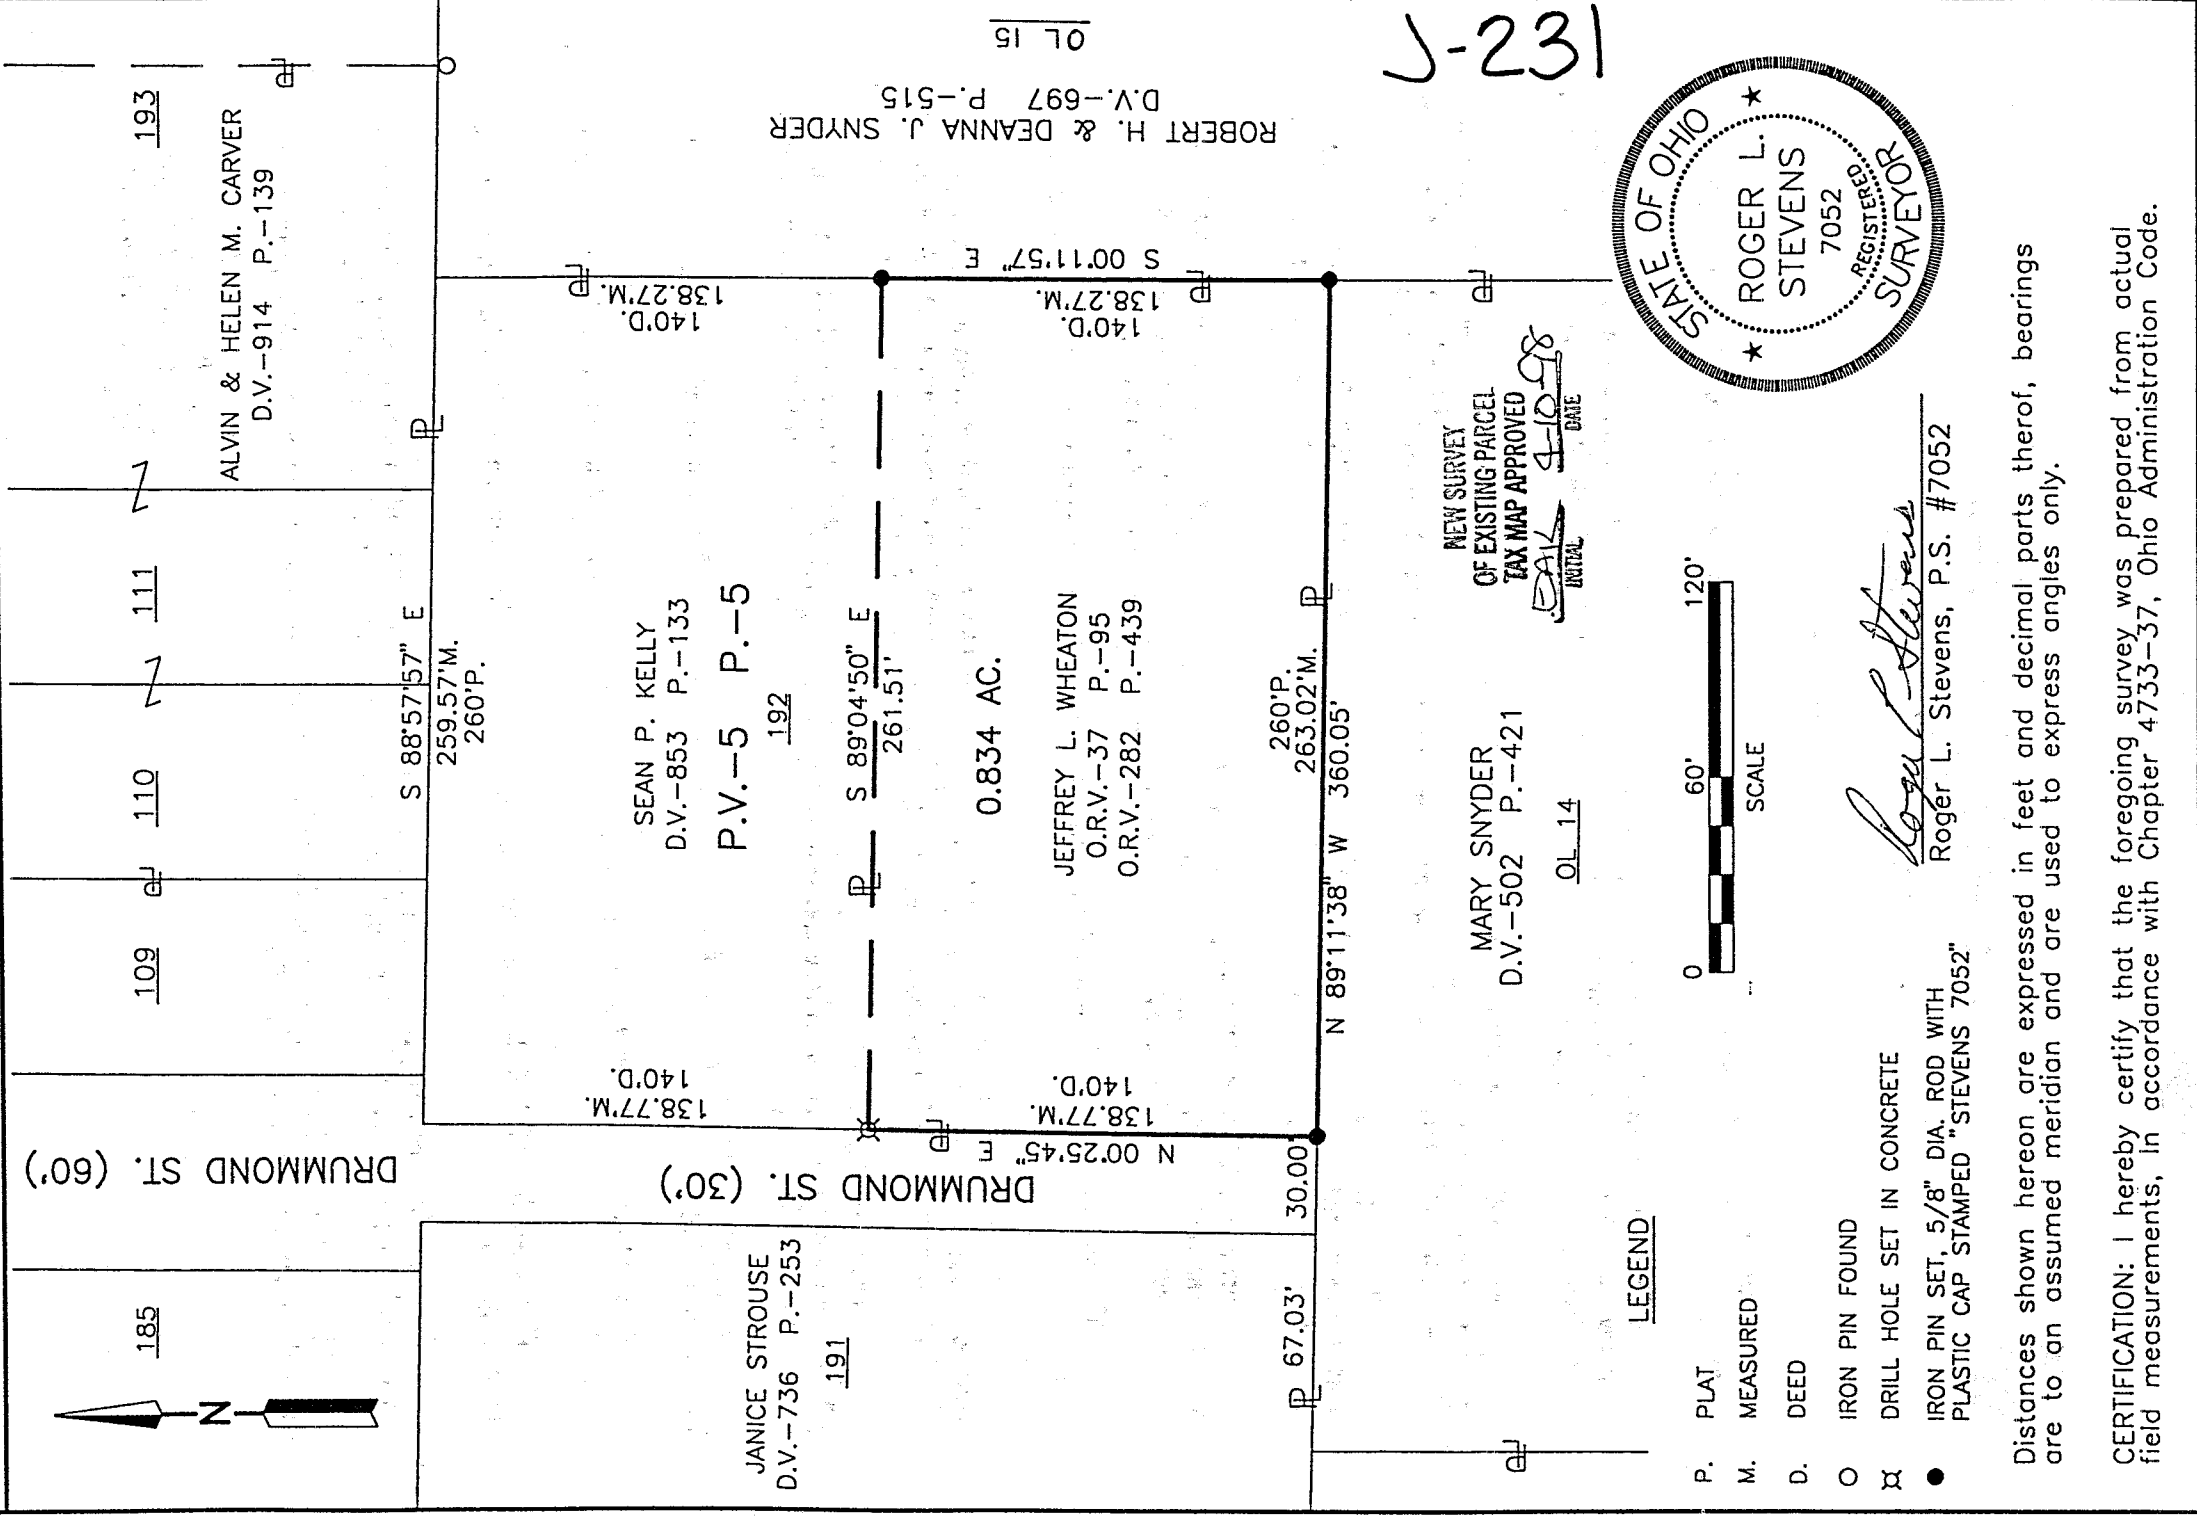 J-231
185
109
110
111
193
ALVIN & HELEN M. CARVER
D.V.-914 P.-139
DRUMMOND ST. (60')
N
S 88°57'57" E
259.57'M.
260'P.
SEAN P. KELLY
D.V.-853 P.-133
P.V.-5 P.-5
192
138.77'M.
140'D.
138.27'M.
140'D.
ROBERT H. & DEANNA J. SNYDER
D.V.-697 P.-515
OL 15
S 89°04'50" E
261.51'
0.834 AC.
JEFFREY L. WHEATON
O.R.V.-37 P.-95
O.R.V.-282 P.-439
N 00°25'45" E
138.77'M.
140'D.
S 00°11'57" E
138.27'M.
140'D.
DRUMMOND ST. (30')
JANICE STROUSE
D.V.-736 P.-253
191
260'P.
263.02'M.
67.03'
30.00'
N 89°11'38" W 360.05'
MARY SNYDER
D.V.-502 P.-421
OL 14
NEW SURVEY
OF EXISTING PARCEL
TAX MAP APPROVED
DAK 4-10-98
INITIAL DATE
LEGEND
P. PLAT
M. MEASURED
D. DEED
IRON PIN FOUND
DRILL HOLE SET IN CONCRETE
IRON PIN SET, 5/8" DIA. ROD WITH
PLASTIC CAP STAMPED "STEVENS 7052"
0 60' 120'
SCALE
STATE OF OHIO
ROGER L.
STEVENS
7052
REGISTERED
SURVEYOR
Roger L. Stevens
Roger L. Stevens, P.S. #7052
Distances shown hereon are expressed in feet and decimal parts therof, bearings
are to an assumed meridian and are used to express angles only.
CERTIFICATION: I hereby certify that the foregoing survey was prepared from actual
field measurements, in accordance with Chapter 4733-37, Ohio Administration Code.